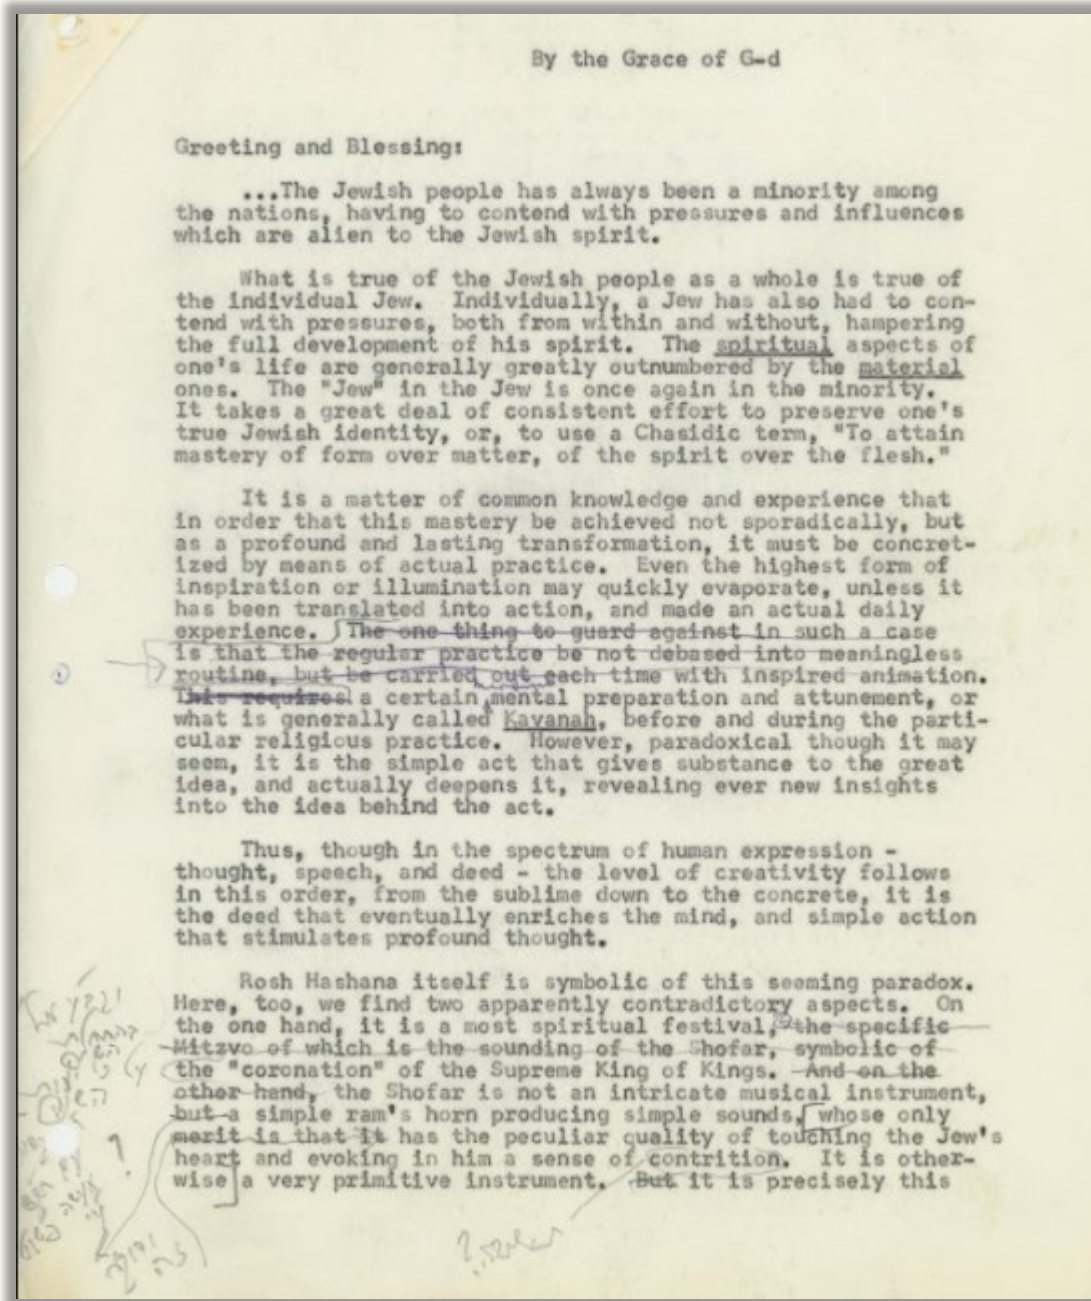 By the Grace of G-d
Greeting and Blessing:
...The Jewish people has always been a minority among
the nations, having to contend with pressures and influences
which are alien to the Jewish spirit.
What is true of the Jewish people as a whole is true of
the individual Jew. Individually, a Jew has also had to con-
tend with pressures, both from within and without, hampering
the full development of his spirit. The spiritual aspects of
one's life are generally greatly outnumbered by the material
ones. The "Jew" in the Jew is once again in the minority.
It takes a great deal of consistent effort to preserve one's
true Jewish identity, or, to use a Chasidic term, "To attain
mastery of form over matter, of the spirit over the flesh."
It is a matter of common knowledge and experience that
in order that this mastery be achieved not sporadically, but
as a profound and lasting transformation, it must be concret-
ized by means of actual practice. Even the highest form of
inspiration or illumination may quickly evaporate, unless it
has been translated into action, and made an actual daily
experience. The one thing to guard against in such a case
is that the regular practice be not debased into meaningless
routine, but be carried out each time with inspired animation.
This requires a certain mental preparation and attunement, or
what is generally called Kavanah, before and during the parti-
cular religious practice. However, paradoxical though it may
seem, it is the simple act that gives substance to the great
idea, and actually deepens it, revealing ever new insights
into the idea behind the act.
Thus, though in the spectrum of human expression -
thought, speech, and deed - the level of creativity follows
in this order, from the sublime down to the concrete, it is
the deed that eventually enriches the mind, and simple action
that stimulates profound thought.
Rosh Hashana itself is symbolic of this seeming paradox.
Here, too, we find two apparently contradictory aspects. On
the one hand, it is a most spiritual festival, the specific
Mitzvo of which is the sounding of the Shofar, symbolic of
the "coronation" of the Supreme King of Kings. And on the
other hand, the Shofar is not an intricate musical instrument,
but a simple ram's horn producing simple sounds, whose only
merit is that it has the peculiar quality of touching the Jew's
heart and evoking in him a sense of contrition. It is other-
wise a very primitive instrument. But it is precisely this